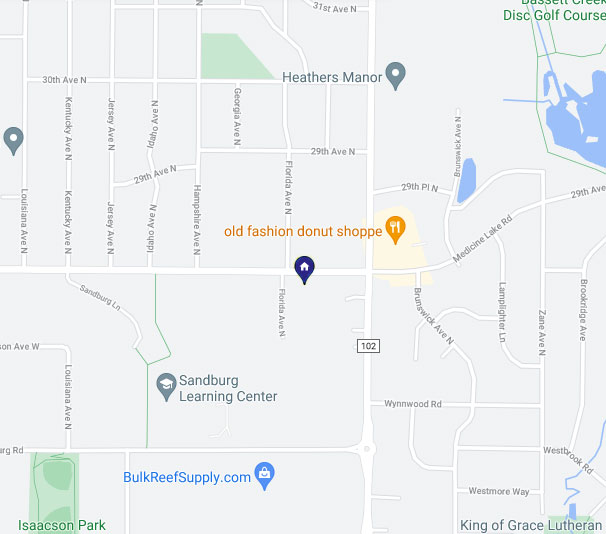 Bassett Creek
Disc Golf Course
31st Ave N
30th Ave N
Heathers Manor
Kentucky Ave N
Jersey Ave N
Idaho Ave N
Georgia Ave N
Brunswick Ave N
29th Ave N
29th Ave N
Florida Ave N
Hampshire Ave N
29th Pl N
29th Ave
Louisiana Ave N
Kentucky Ave N
Jersey Ave N
Idaho Ave N
old fashion donut shoppe
Medicine Lake Rd
Sandburg Ln
Florida Ave N
Brunswick Ave N
Lamplighter Ln
Zane Ave N
Brookridge Ave
son Ave W
102
Louisiana Ave N
Sandburg
Learning Center
Wynnwood Rd
urg Rd
Westbrook Rd
BulkReefSupply.com
Westmore Way
Isaacson Park
King of Grace Lutheran